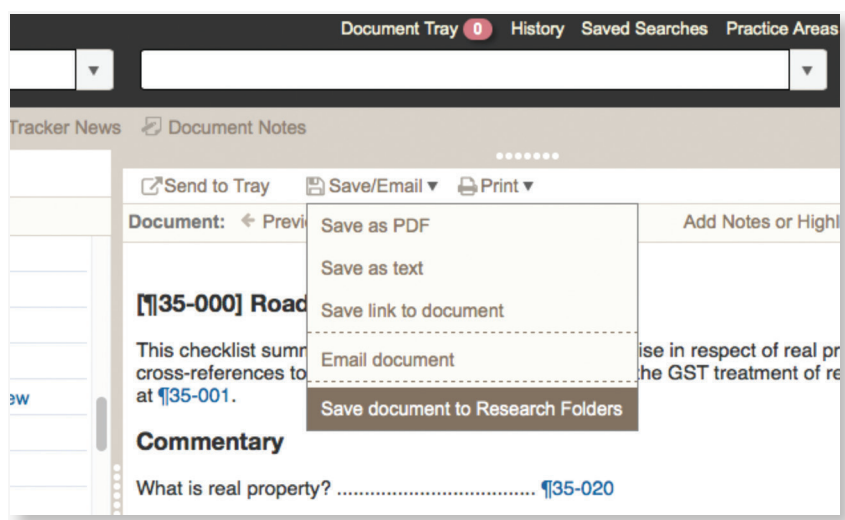 Document Tray 0 History Saved Searches Practice Areas
Tracker News Document Notes
Send to Tray Save/Email Print
Document: Previ Add Notes or Highl
Save as PDF
Save as text
Save link to document
Email document
Save document to Research Folders
[¶35-000] Road
This checklist sumr ise in respect of real pr
cross-references to the GST treatment of re
ew at ¶35-001.
Commentary
What is real property? .................................... ¶35-020